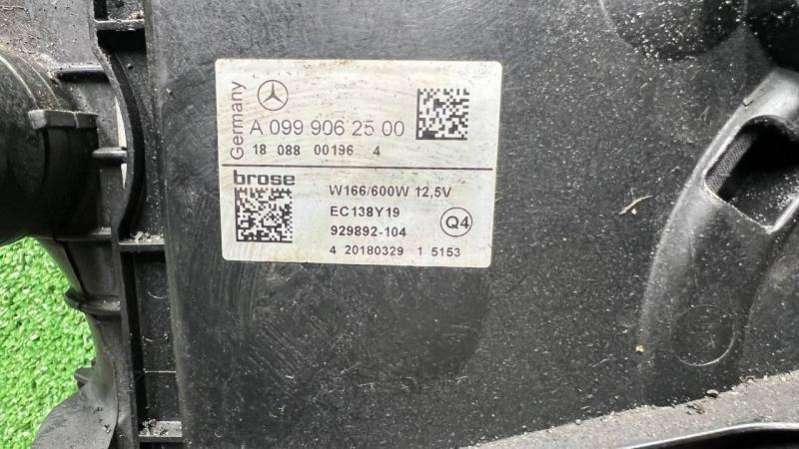 Germany
A 099 906 25 00
18 088 00196 4
brose
W166/600W 12,5V
EC138Y19
929892-104
Q4
4 20180329 1 5153